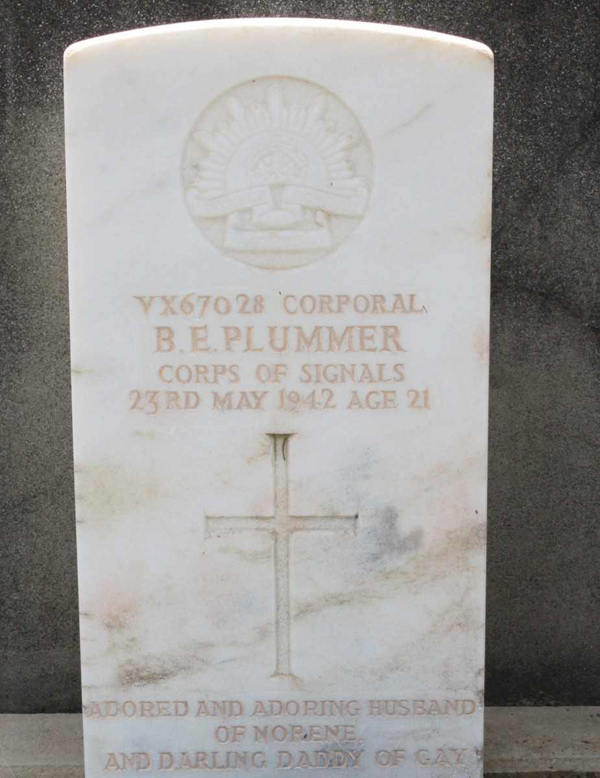 VX67028 CORPORAL
B.E. PLUMMER
CORPS OF SIGNALS
23RD MAY 1942 AGE 21
ADORED AND ADORING HUSBAND
OF NORENE
AND DARLING DADDY OF GAY